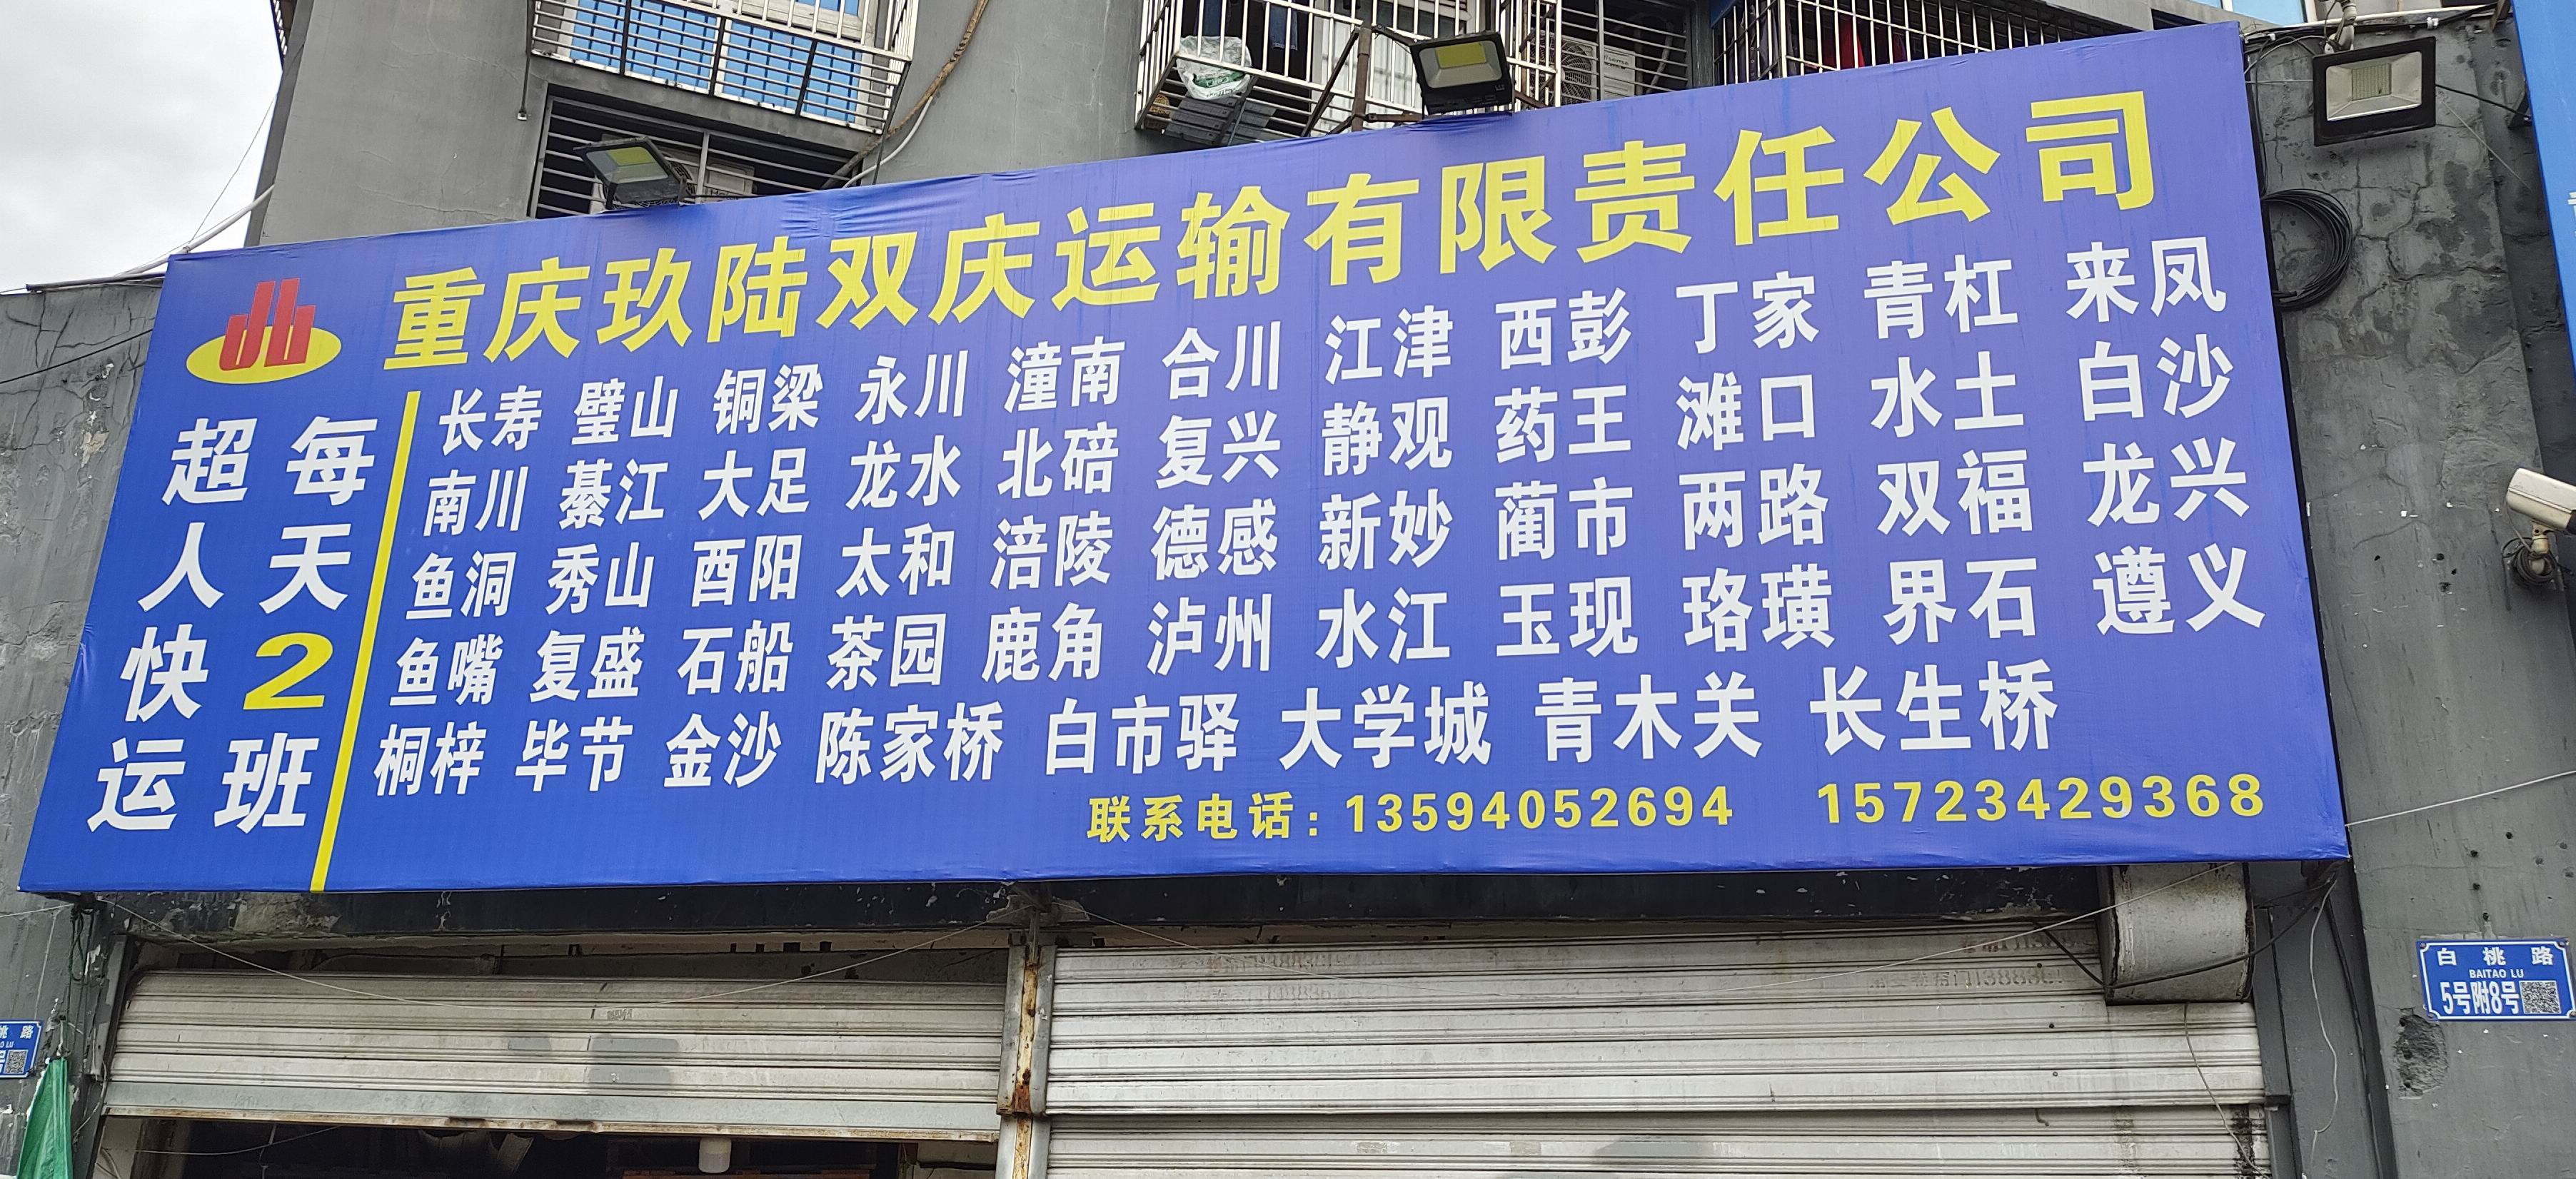 重庆玖陆双庆运输有限责任公司
超人快运
每天2班
长寿 璧山 铜梁 永川 潼南 合川 江津 西彭 丁家 青杠 来凤
南川 綦江 大足 龙水 北碚 复兴 静观 药王 滩口 水土 白沙
鱼洞 秀山 酉阳 太和 涪陵 德感 新妙 蔺市 两路 双福 龙兴
鱼嘴 复盛 石船 茶园 鹿角 泸州 水江 玉现 珞璜 界石 遵义
桐梓 毕节 金沙 陈家桥 白市驿 大学城 青木关 长生桥
联系电话：13594052694 15723429368
白桃路
BAITAO LU
5号附8号
桃路